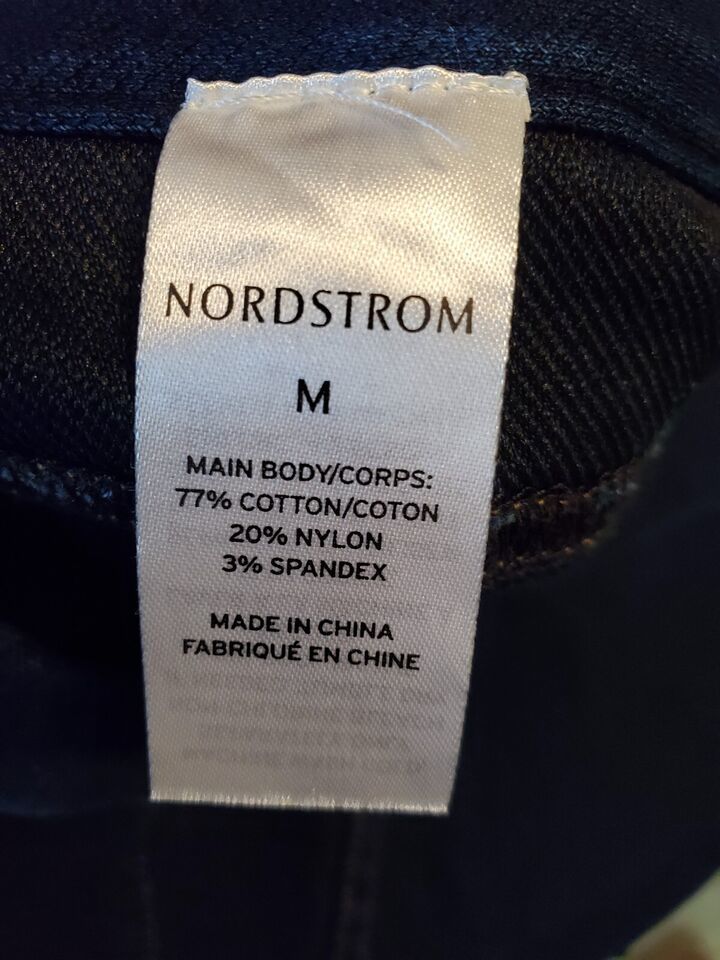 NORDSTROM
M
MAIN BODY/CORPS:
77% COTTON/COTON
20% NYLON
3% SPANDEX
MADE IN CHINA
FABRIQUÉ EN CHINE